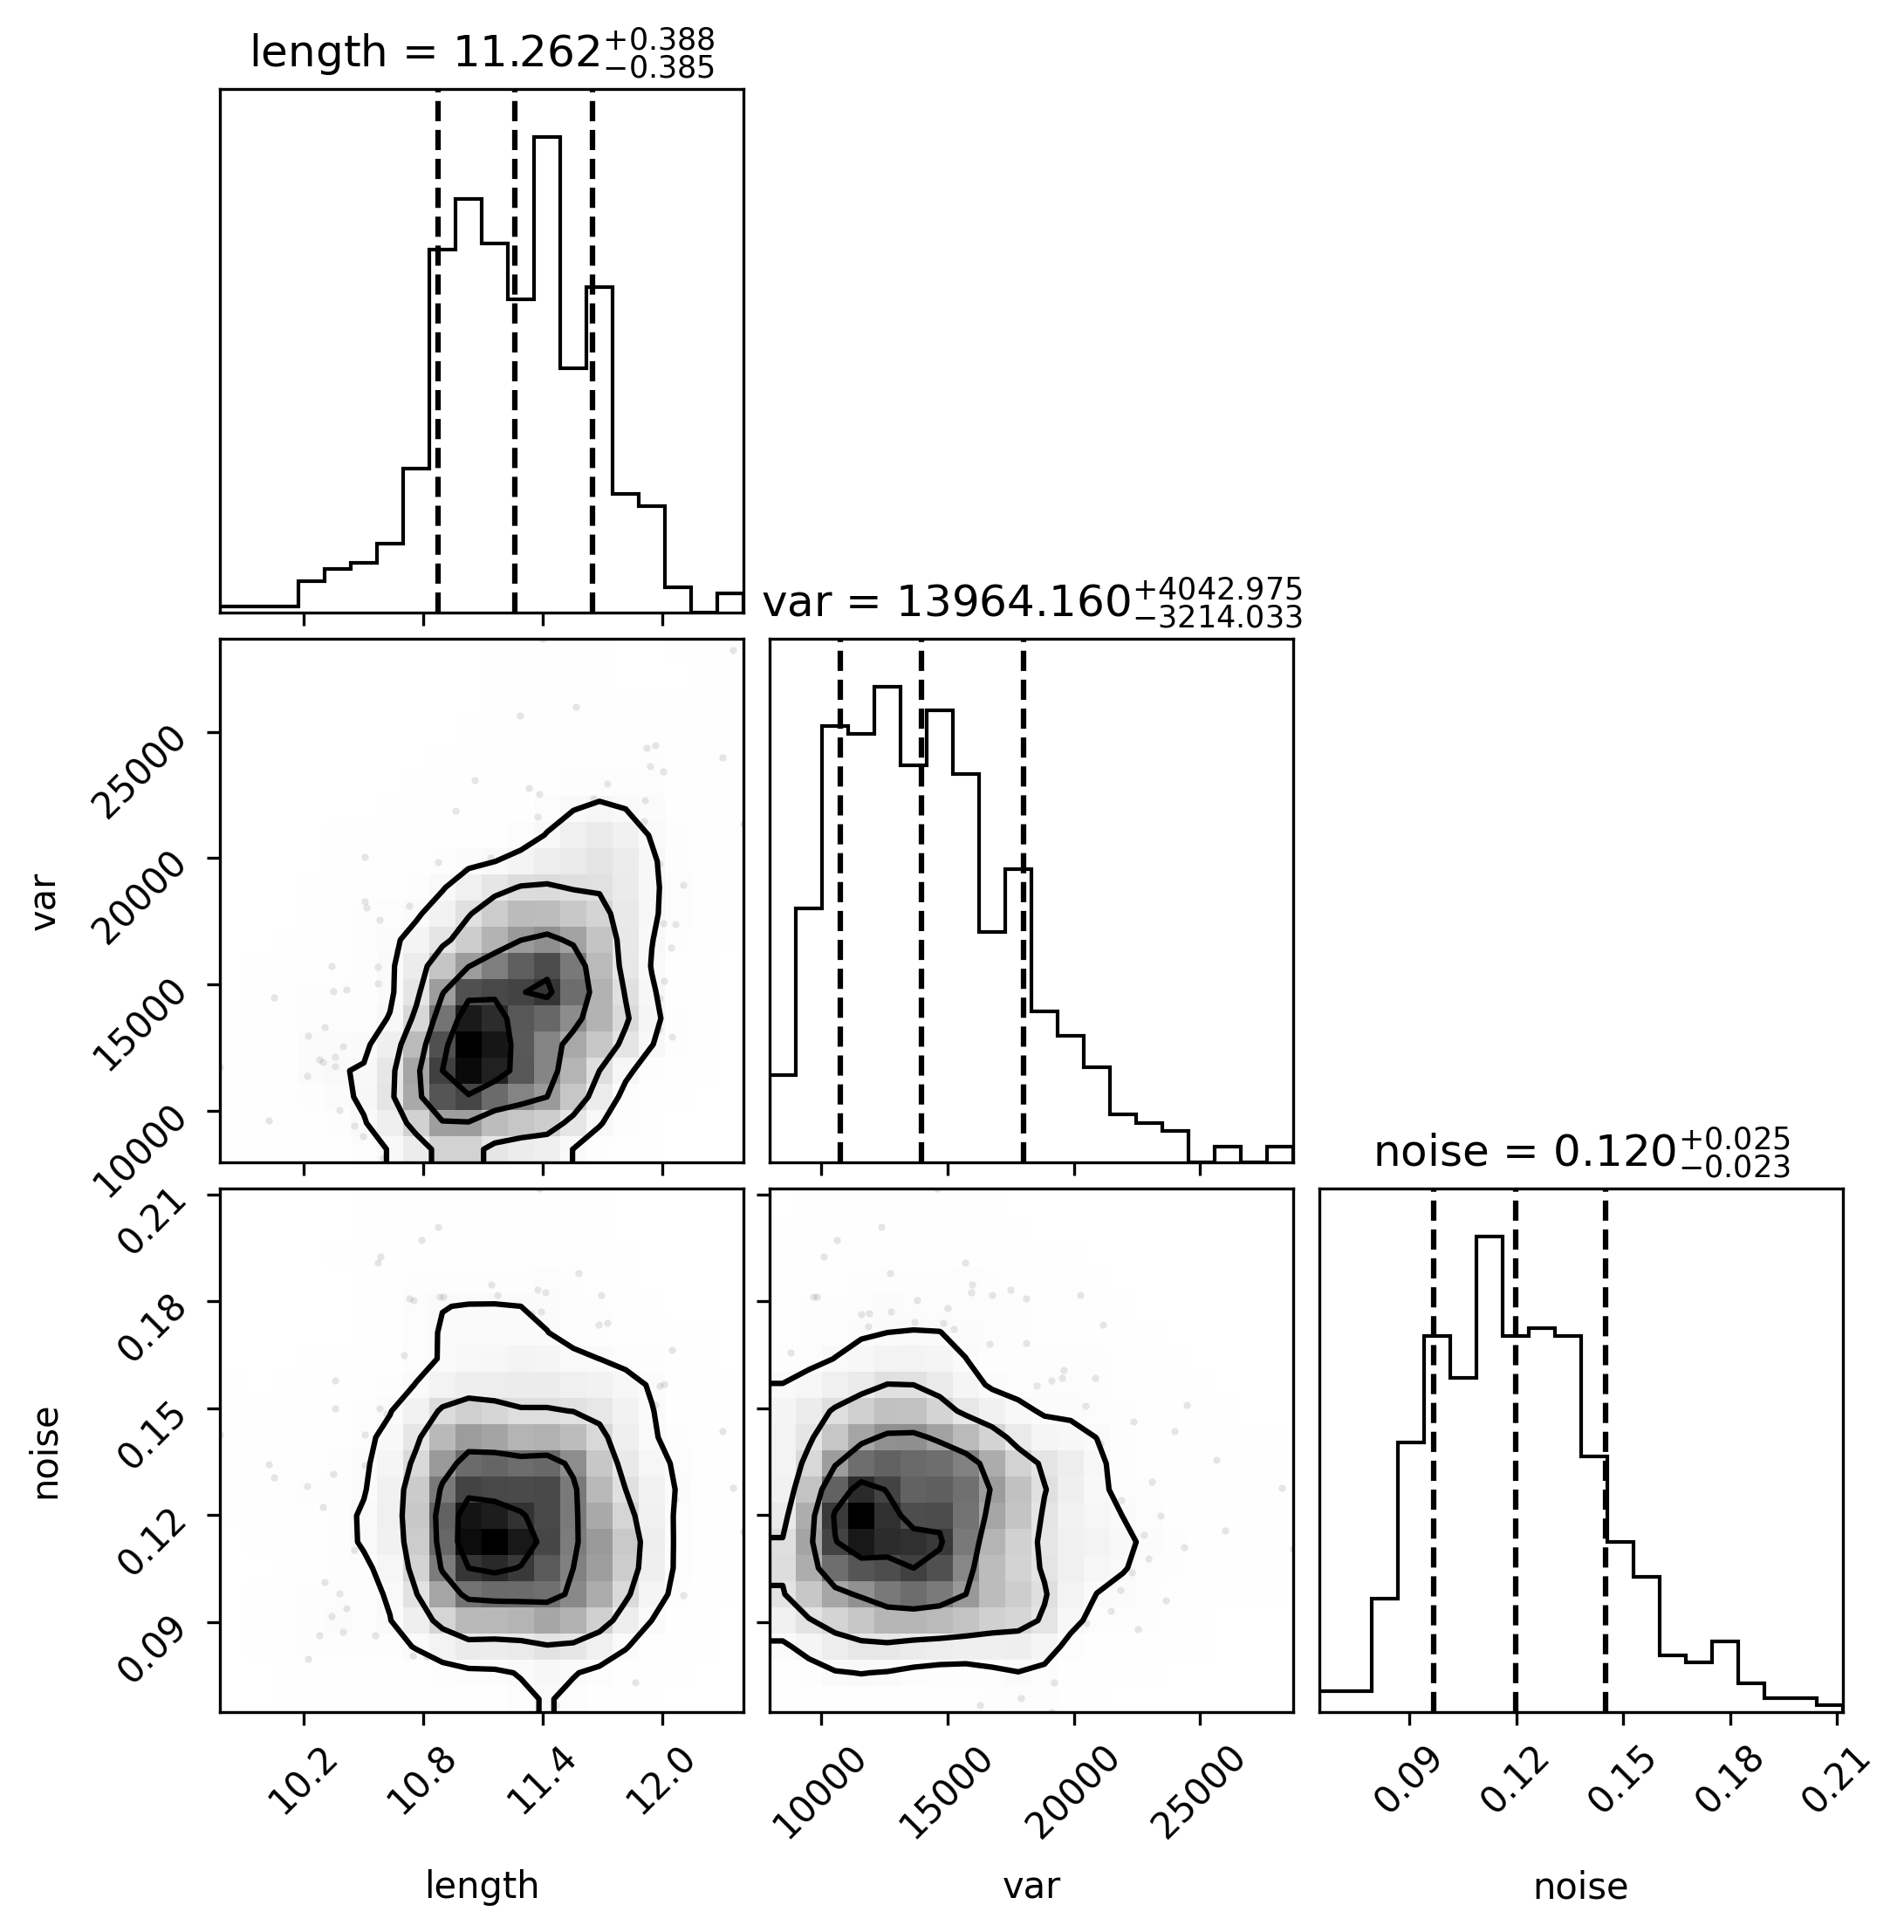 length = 11.262 +0.388 −0.385
var = 13964.160 +4042.975 −3214.033
25000
20000
15000
10000
var
noise = 0.120 +0.025 −0.023
0.21
0.18
0.15
0.12
0.09
noise
10.2 10.8 11.4 12.0
10000 15000 20000 25000
0.09 0.12 0.15 0.18 0.21
length var noise